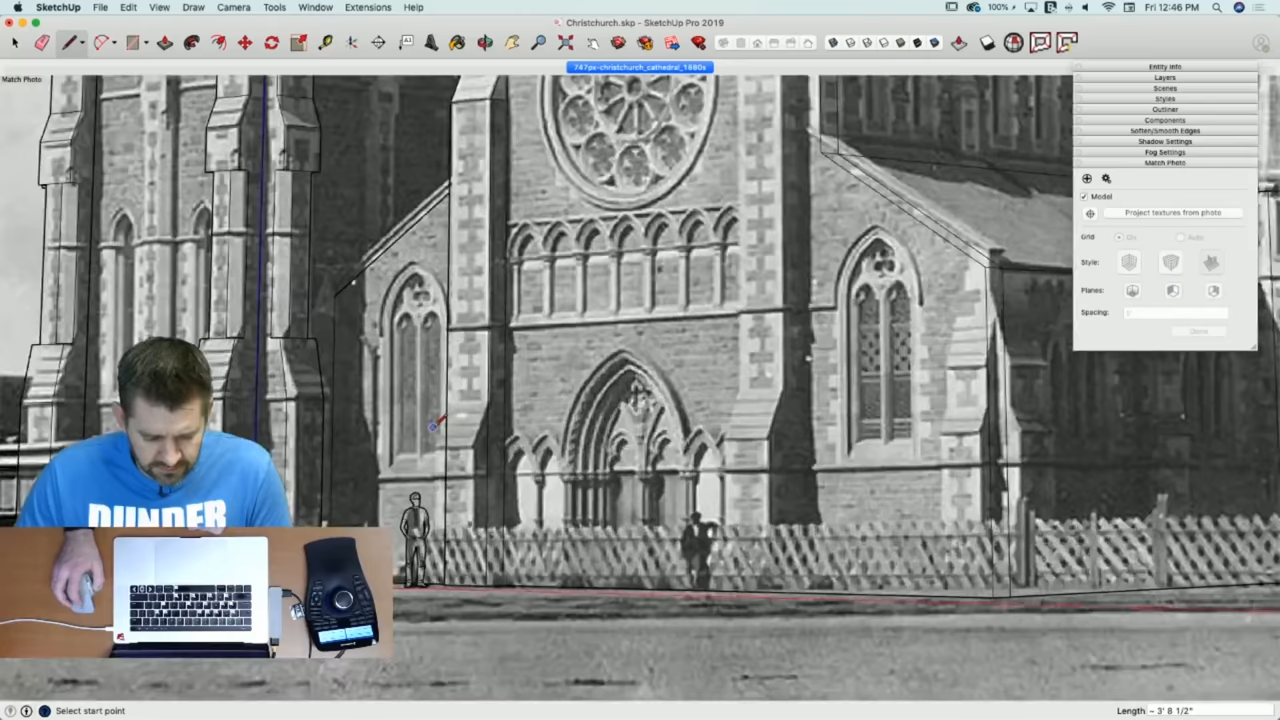 SketchUp File Edit View Draw Camera Tools Window Extensions Help
100% Fri 12:46 PM
Christchurch.skp - SketchUp Pro 2019
Match Photo
747px-christchurch_cathedral_1880s
Entity Info
Layers
Scenes
Styles
Outliner
Components
Soften/Smooth Edges
Shadow Settings
Fog Settings
Match Photo
Model
Project textures from photo
Grid On Auto
Style:
Planes:
Spacing:
Done
DUNDER
Select start point
Length ~ 3' 8 1/2"